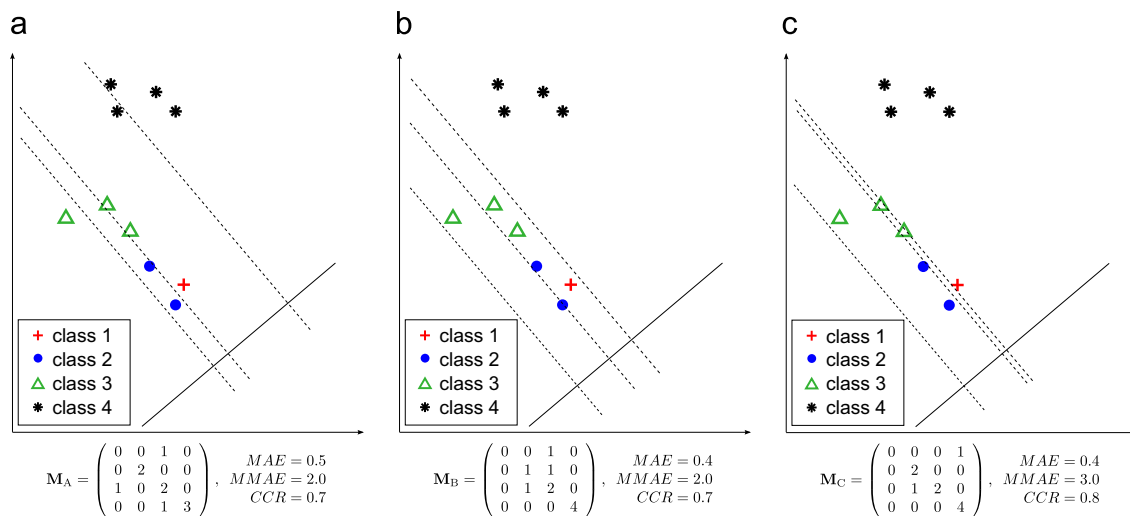 a
b
c
class 1
class 2
class 3
class 4
class 1
class 2
class 3
class 4
class 1
class 2
class 3
class 4
M_A = ( 0 0 1 0
0 2 0 0
1 0 2 0
0 0 1 3 ) ,
MAE = 0.5
MMAE = 2.0
CCR = 0.7
M_B = ( 0 0 1 0
0 1 1 0
0 1 2 0
0 0 0 4 ) ,
MAE = 0.4
MMAE = 2.0
CCR = 0.7
M_C = ( 0 0 0 1
0 2 0 0
0 1 2 0
0 0 0 4 ) ,
MAE = 0.4
MMAE = 3.0
CCR = 0.8